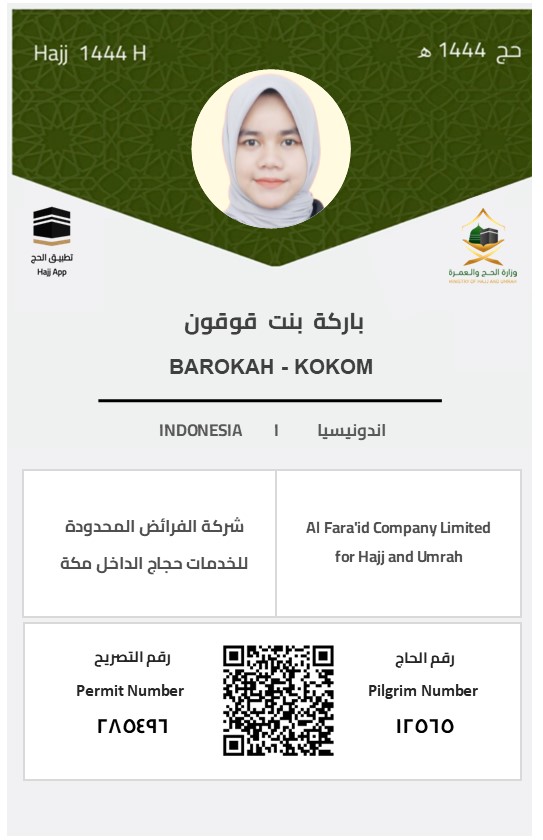 Hajj 1444 H
حج 1444 هـ
تطبيق الحج
Hajj App
وزارة الحج والعمرة
MINISTRY OF HAJJ AND UMRAH
باركة بنت قوقون
BAROKAH - KOKOM
INDONESIA | اندونيسيا
شركة الفرائض المحدودة
للخدمات حجاج الداخل مكة
Al Fara'id Company Limited
for Hajj and Umrah
رقم التصريح
Permit Number
٢٨٥٤٩٦
رقم الحاج
Pilgrim Number
١٢٥٦٥